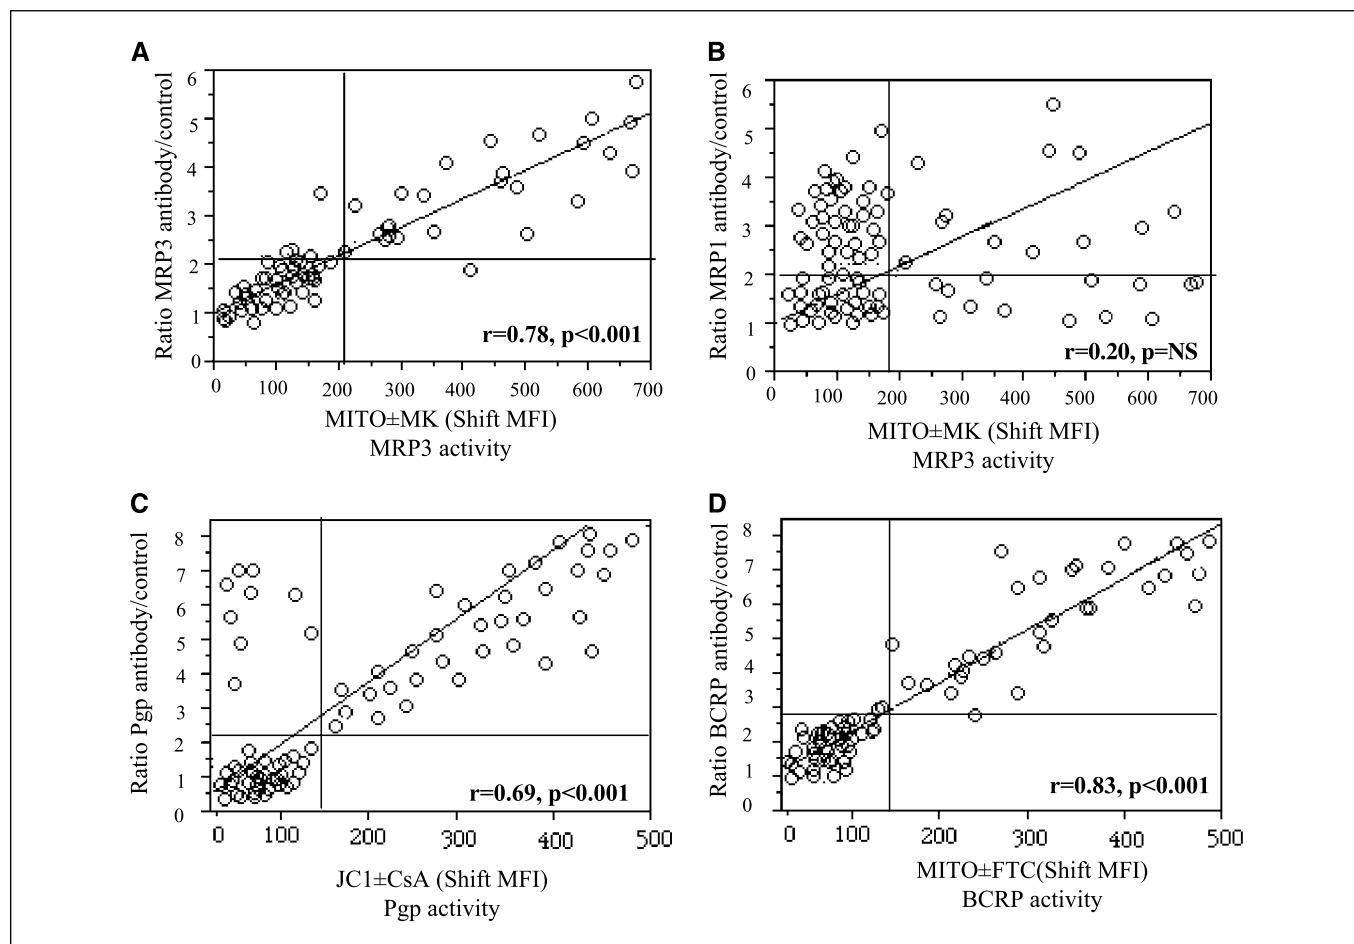 A
Ratio MRP3 antibody/control
6
5
4
3
2
1
0
r=0.78, p<0.001
0 100 200 300 400 500 600 700
MITO±MK (Shift MFI)
MRP3 activity
B
Ratio MRP1 antibody/control
6
5
4
3
2
1
0
r=0.20, p=NS
0 100 200 300 400 500 600 700
MITO±MK (Shift MFI)
MRP3 activity
C
Ratio Pgp antibody/control
8
7
6
5
4
3
2
1
0
r=0.69, p<0.001
0 100 200 300 400 500
JC1±CsA (Shift MFI)
Pgp activity
D
Ratio BCRP antibody/cotrol
8
7
6
5
4
3
2
1
0
r=0.83, p<0.001
0 100 200 300 400 500
MITO±FTC(Shift MFI)
BCRP activity